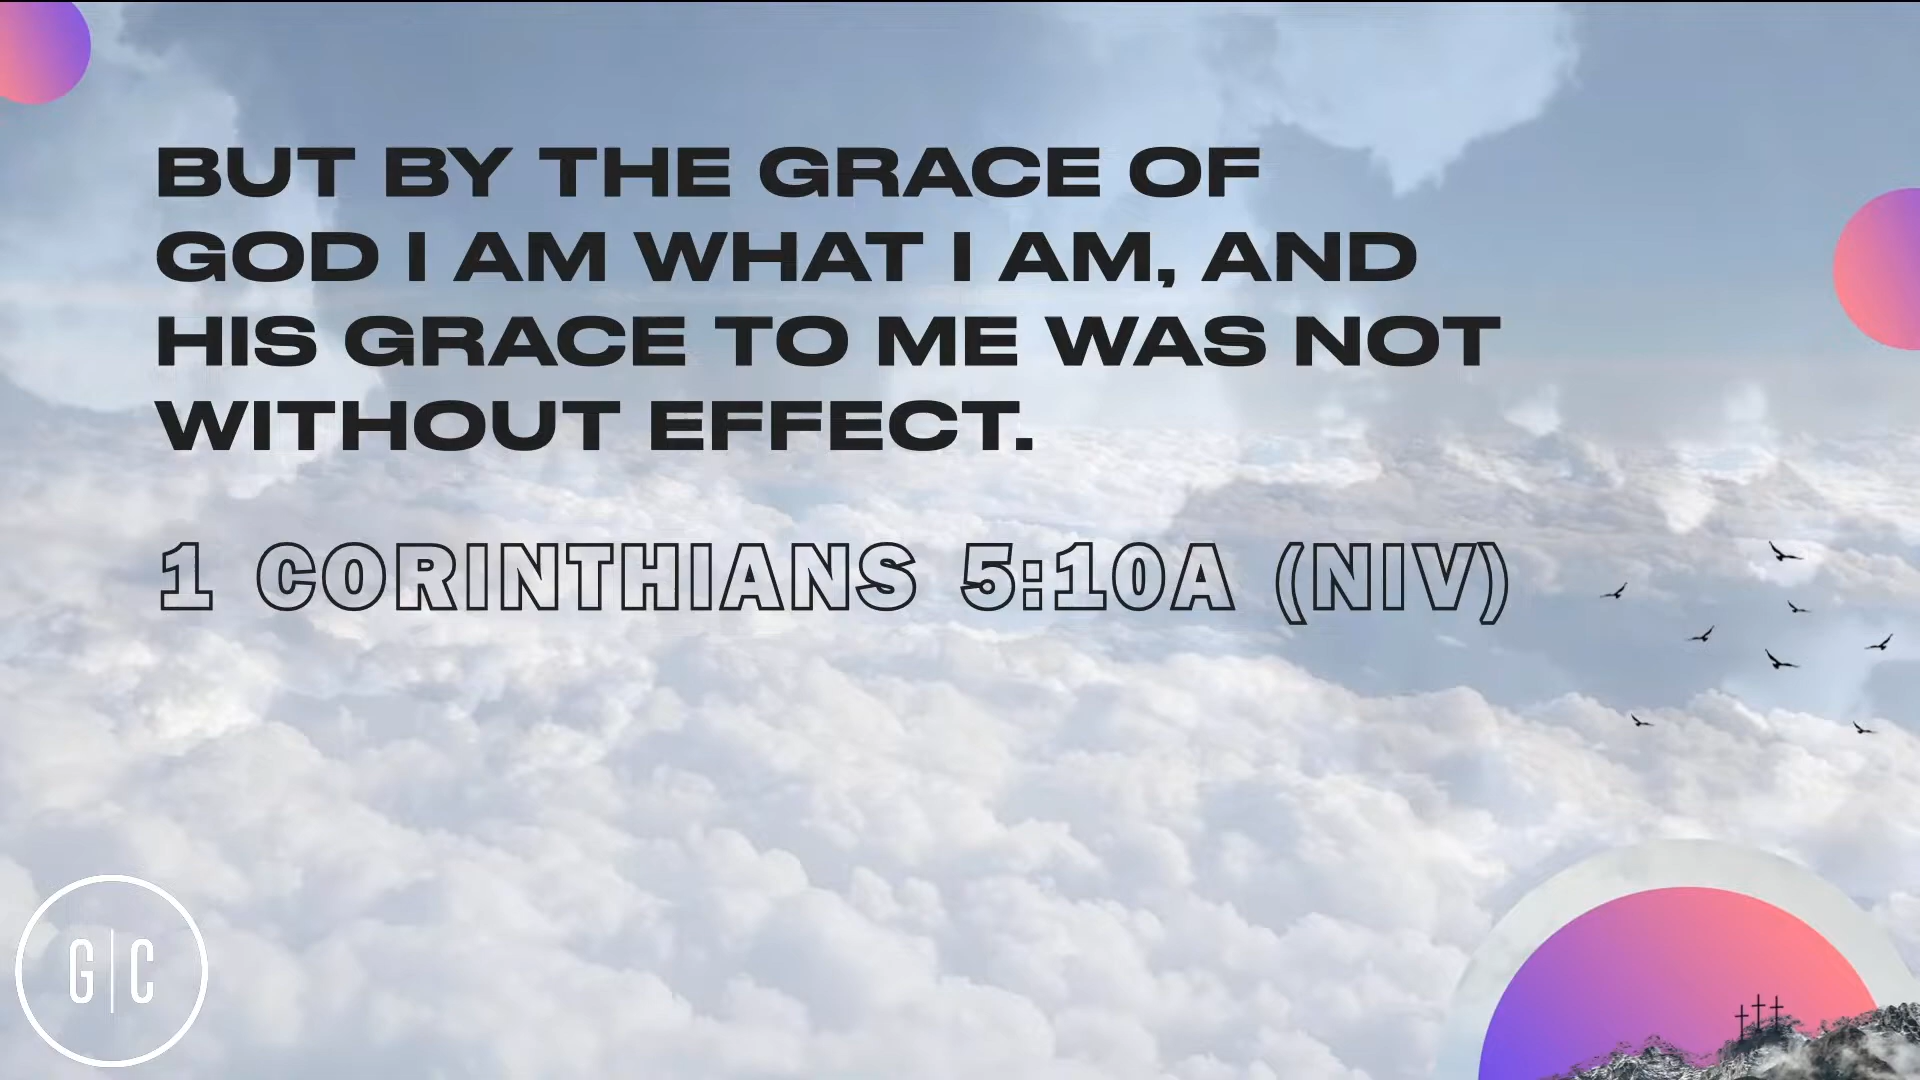 BUT BY THE GRACE OF
GOD I AM WHAT I AM, AND
HIS GRACE TO ME WAS NOT
WITHOUT EFFECT.
1 CORINTHIANS 5:10A (NIV)
G|C